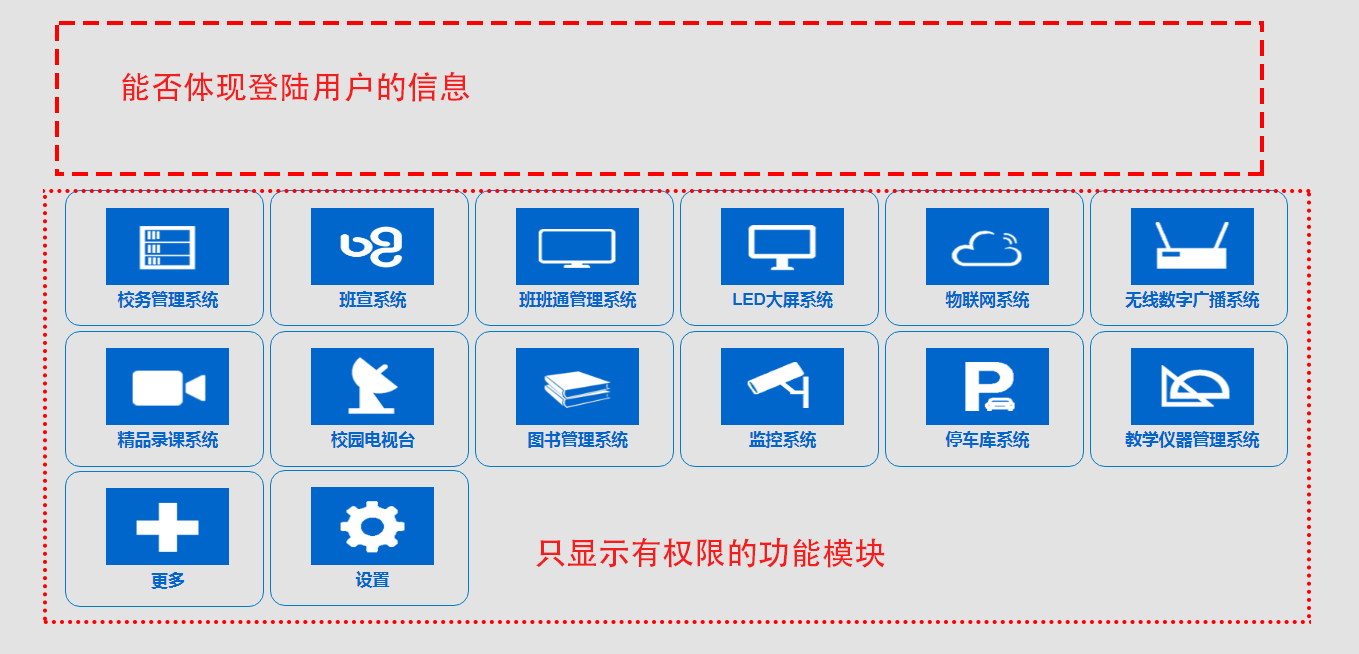 能否体现登陆用户的信息
校务管理系统
班宣系统
班班通管理系统
LED大屏系统
物联网系统
无线数字广播系统
精品录课系统
校园电视台
图书管理系统
监控系统
P
停车库系统
教学仪器管理系统
更多
设置
只显示有权限的功能模块